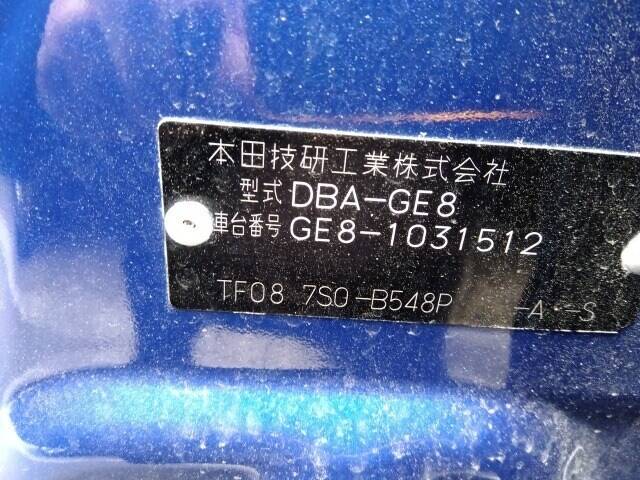 本田技研工業株式会社
型式 DBA-GE8
車台番号 GE8-1031512
TF08 7S0-B548P -A -S